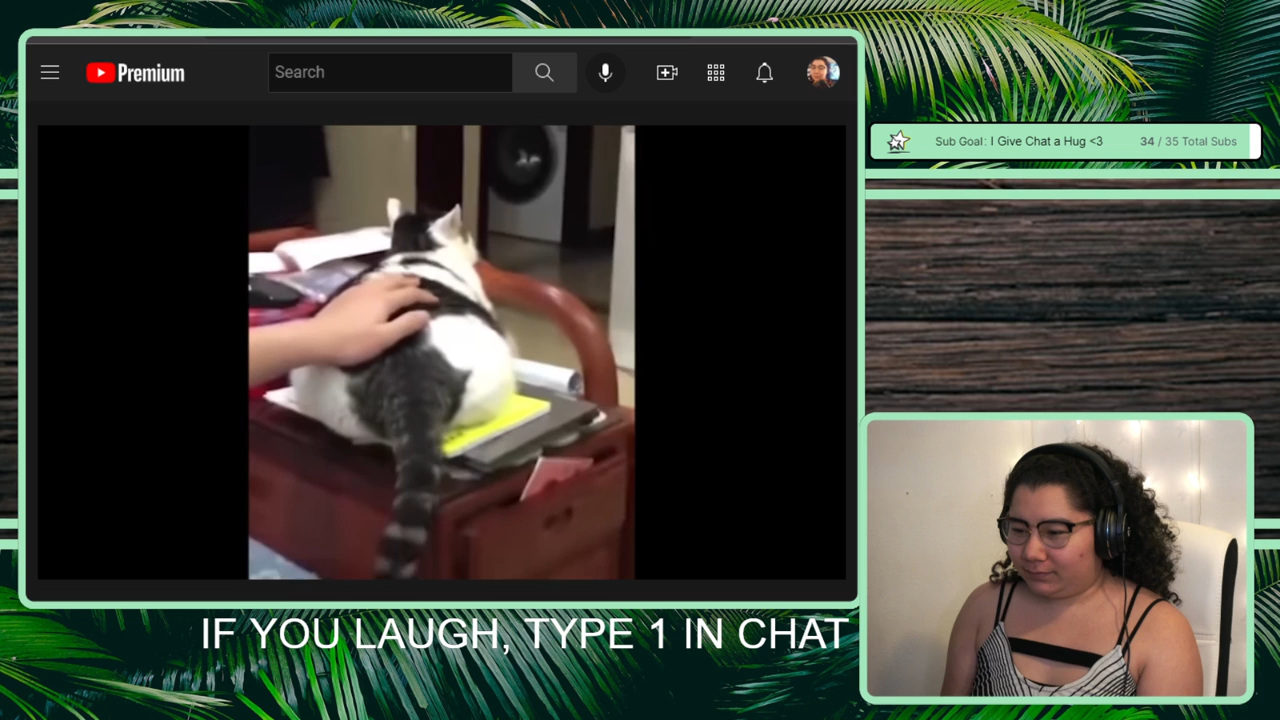 Premium
Search
Sub Goal: I Give Chat a Hug <3 34 / 35 Total Subs
IF YOU LAUGH, TYPE 1 IN CHAT